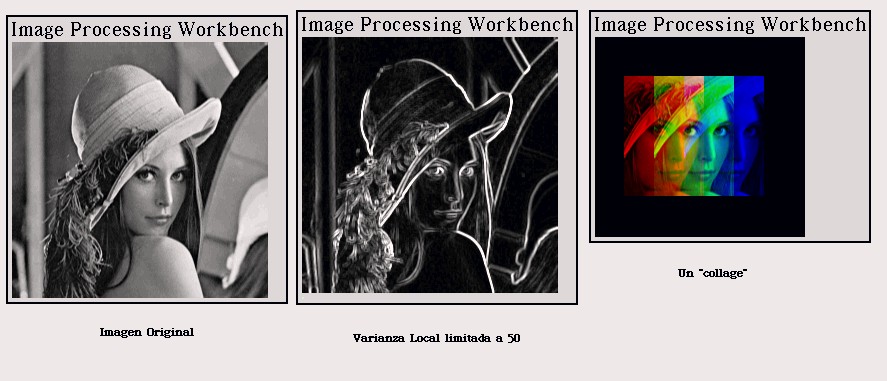 Image Processing Workbench
Image Processing Workbench
Image Processing Workbench
Imagen Original
Varianza Local limitada a 50
Un "collage"